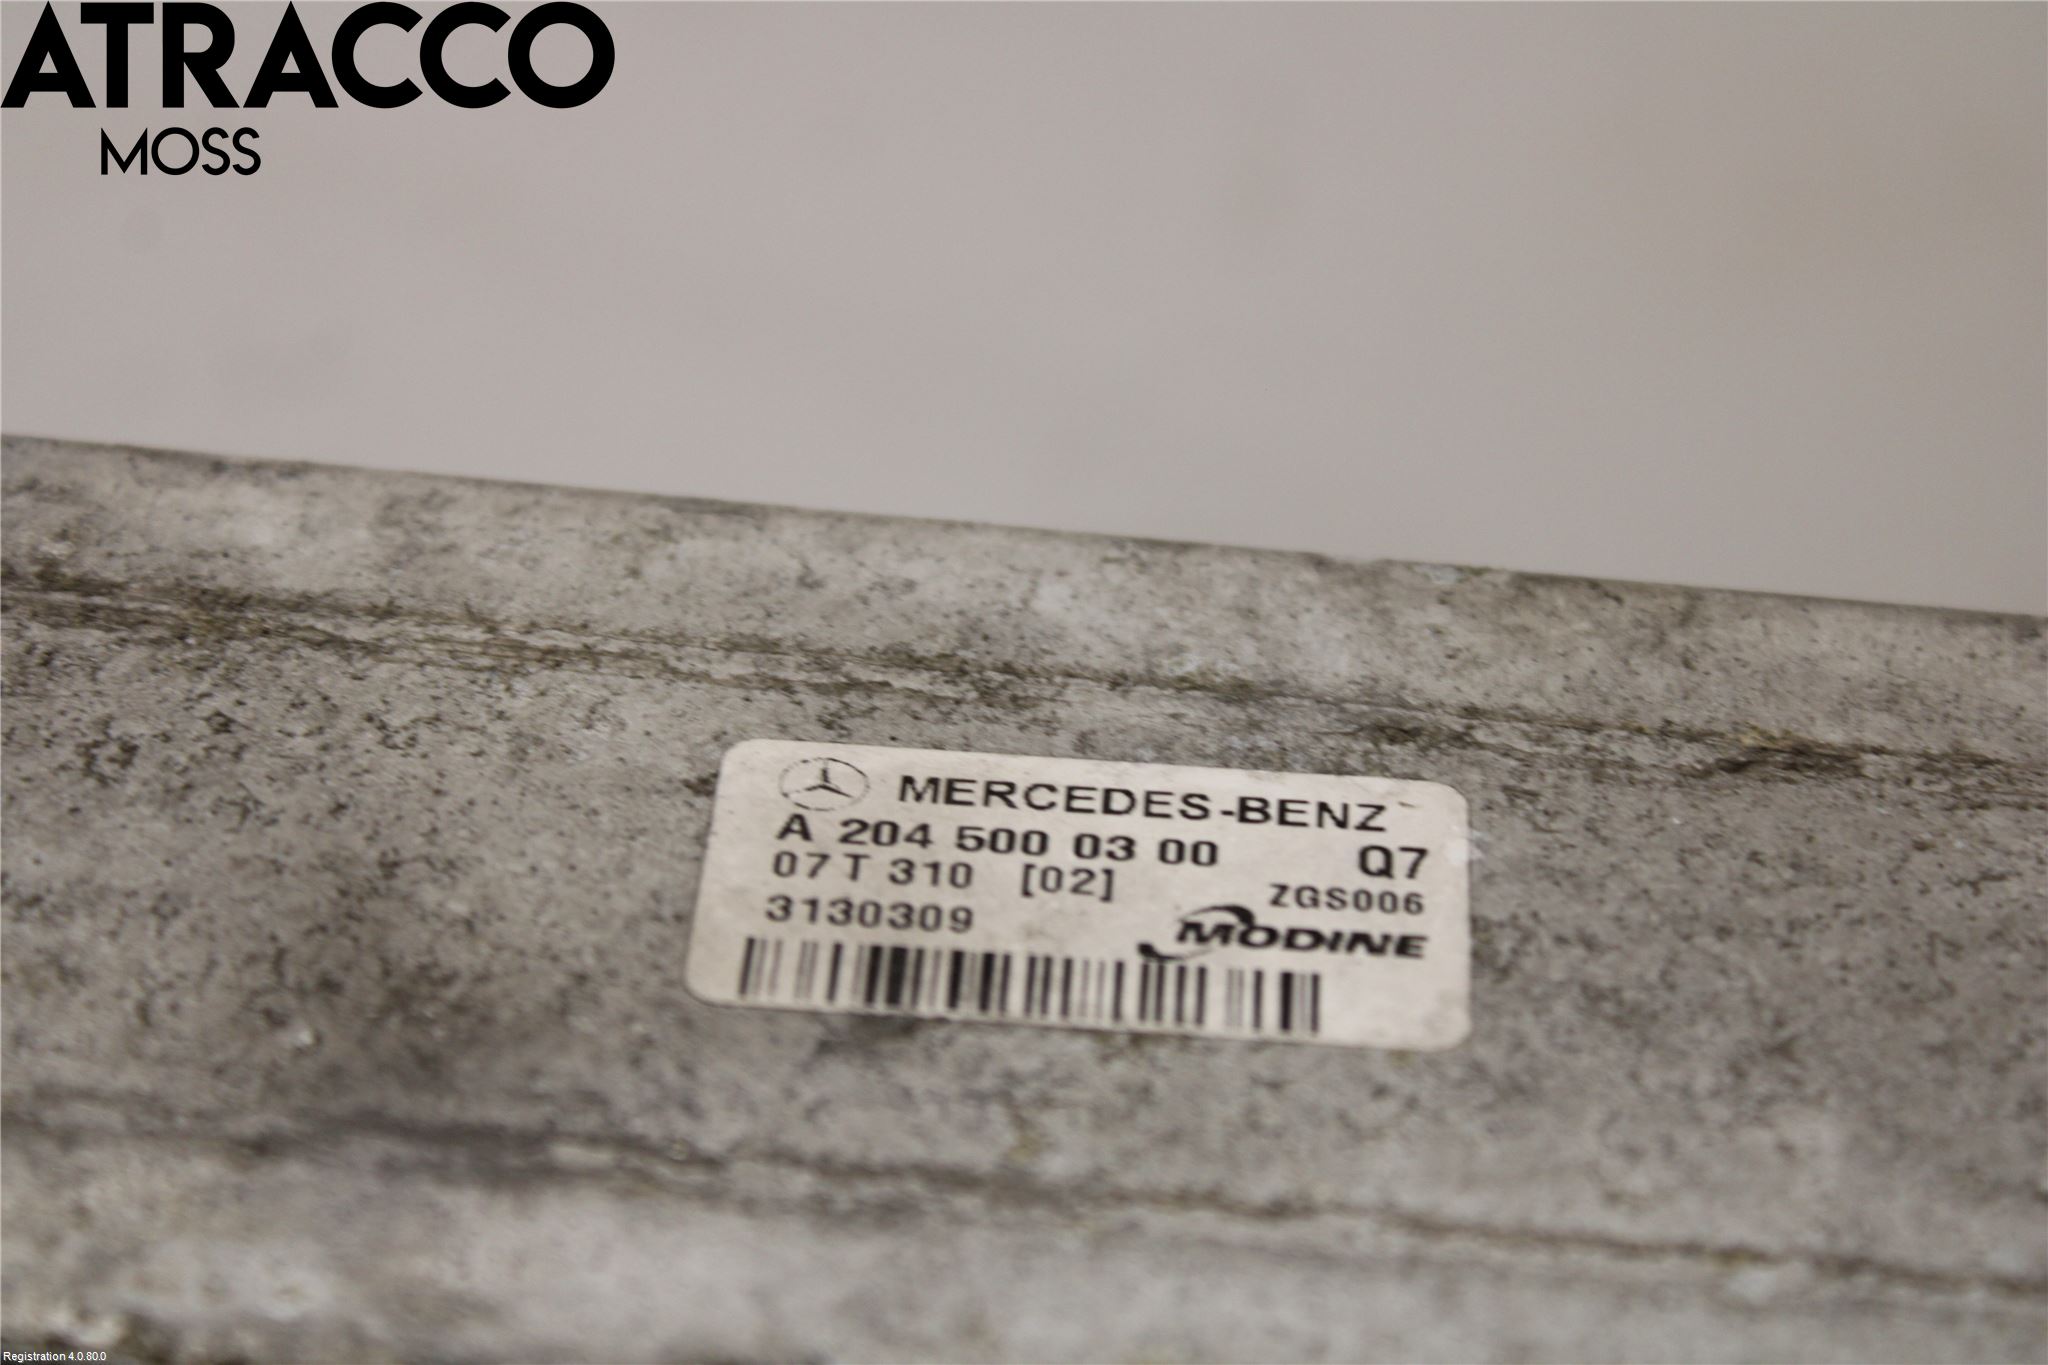 ATRACCO
MOSS
MERCEDES-BENZ
A 204 500 03 00 Q7
07 T 310 [02] ZGS006
3130309 MODINE
Registration 4.0.80.0